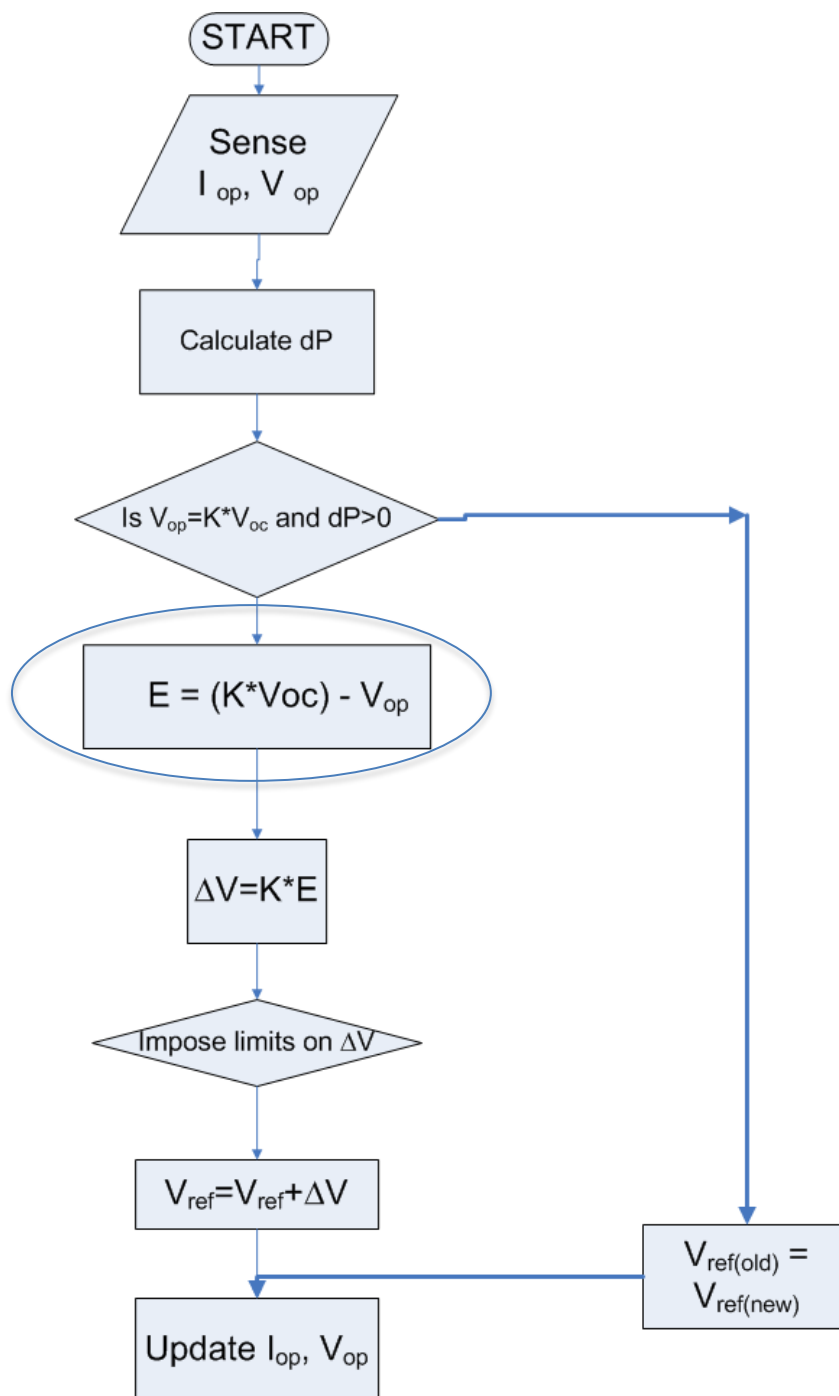 START
Sense
I op, V op
Calculate dP
Is Vop=K*Voc and dP>0
E = (K*Voc) - Vop
ΔV=K*E
Impose limits on ΔV
Vref=Vref+ΔV
Vref(old) =
Vref(new)
Update Iop, Vop